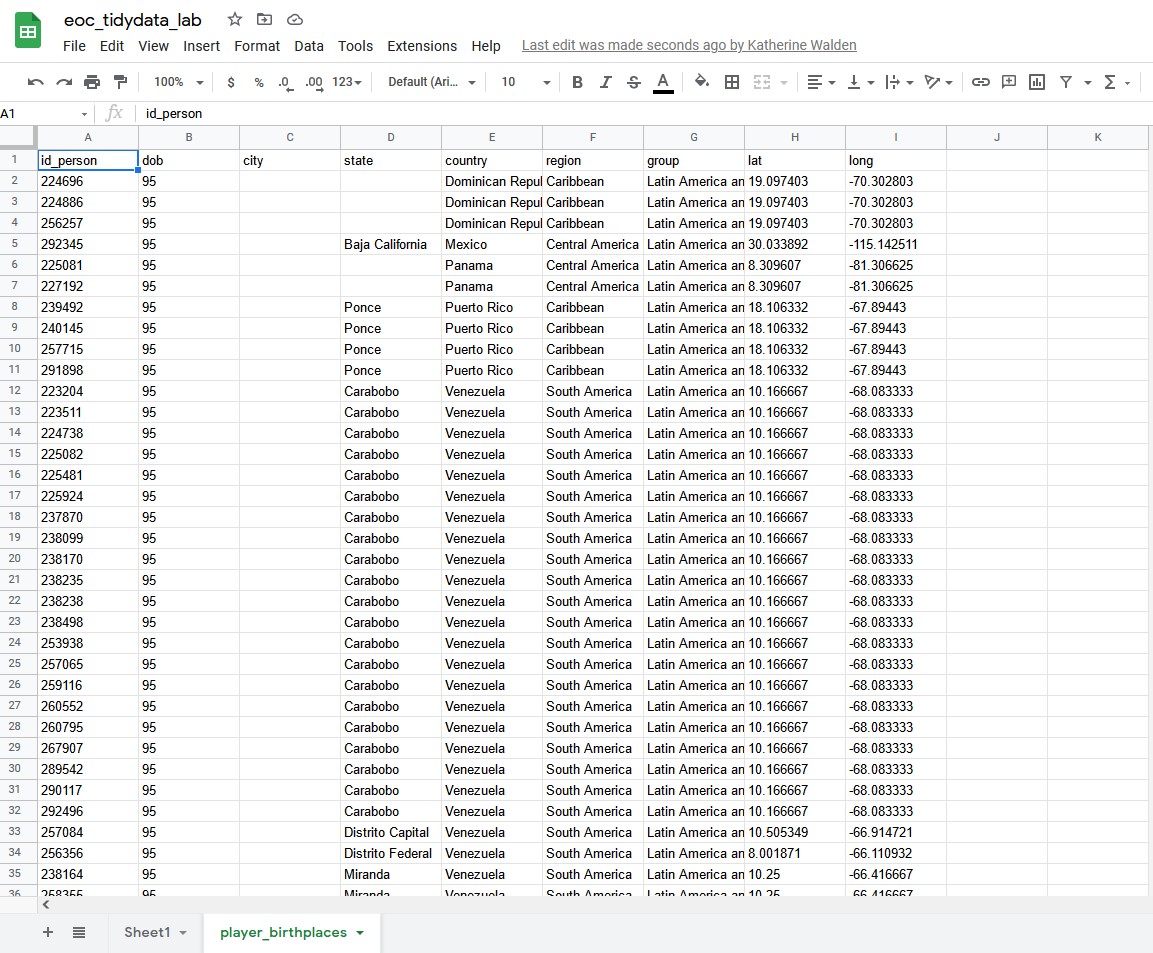 eoc_tidydata_lab
File Edit View Insert Format Data Tools Extensions Help Last edit was made seconds ago by Katherine Walden
100% $ % .0 .00 123 Default (Ari... 10 B I S A
A1 fx id_person
A B C D E F G H I J K
1 id_person dob city state country region group lat long
2 224696 95 Dominican Repul Caribbean Latin America an 19.097403 -70.302803
3 224886 95 Dominican Repul Caribbean Latin America an 19.097403 -70.302803
4 256257 95 Dominican Repul Caribbean Latin America an 19.097403 -70.302803
5 292345 95 Baja California Mexico Central America Latin America an 30.033892 -115.142511
6 225081 95 Panama Central America Latin America an 8.309607 -81.306625
7 227192 95 Panama Central America Latin America an 8.309607 -81.306625
8 239492 95 Ponce Puerto Rico Caribbean Latin America an 18.106332 -67.89443
9 240145 95 Ponce Puerto Rico Caribbean Latin America an 18.106332 -67.89443
10 257715 95 Ponce Puerto Rico Caribbean Latin America an 18.106332 -67.89443
11 291898 95 Ponce Puerto Rico Caribbean Latin America an 18.106332 -67.89443
12 223204 95 Carabobo Venezuela South America Latin America an 10.166667 -68.083333
13 223511 95 Carabobo Venezuela South America Latin America an 10.166667 -68.083333
14 224738 95 Carabobo Venezuela South America Latin America an 10.166667 -68.083333
15 225082 95 Carabobo Venezuela South America Latin America an 10.166667 -68.083333
16 225481 95 Carabobo Venezuela South America Latin America an 10.166667 -68.083333
17 225924 95 Carabobo Venezuela South America Latin America an 10.166667 -68.083333
18 237870 95 Carabobo Venezuela South America Latin America an 10.166667 -68.083333
19 238099 95 Carabobo Venezuela South America Latin America an 10.166667 -68.083333
20 238170 95 Carabobo Venezuela South America Latin America an 10.166667 -68.083333
21 238235 95 Carabobo Venezuela South America Latin America an 10.166667 -68.083333
22 238238 95 Carabobo Venezuela South America Latin America an 10.166667 -68.083333
23 238498 95 Carabobo Venezuela South America Latin America an 10.166667 -68.083333
24 253938 95 Carabobo Venezuela South America Latin America an 10.166667 -68.083333
25 257065 95 Carabobo Venezuela South America Latin America an 10.166667 -68.083333
26 259116 95 Carabobo Venezuela South America Latin America an 10.166667 -68.083333
27 260552 95 Carabobo Venezuela South America Latin America an 10.166667 -68.083333
28 260795 95 Carabobo Venezuela South America Latin America an 10.166667 -68.083333
29 267907 95 Carabobo Venezuela South America Latin America an 10.166667 -68.083333
30 289542 95 Carabobo Venezuela South America Latin America an 10.166667 -68.083333
31 290117 95 Carabobo Venezuela South America Latin America an 10.166667 -68.083333
32 292496 95 Carabobo Venezuela South America Latin America an 10.166667 -68.083333
33 257084 95 Distrito Capital Venezuela South America Latin America an 10.505349 -66.914721
34 256356 95 Distrito Federal Venezuela South America Latin America an 8.001871 -66.110932
35 238164 95 Miranda Venezuela South America Latin America an 10.25 -66.416667
36 258355 95 Miranda Venezuela South America Latin America an 10.25 -66.416667
Sheet1 player_birthplaces